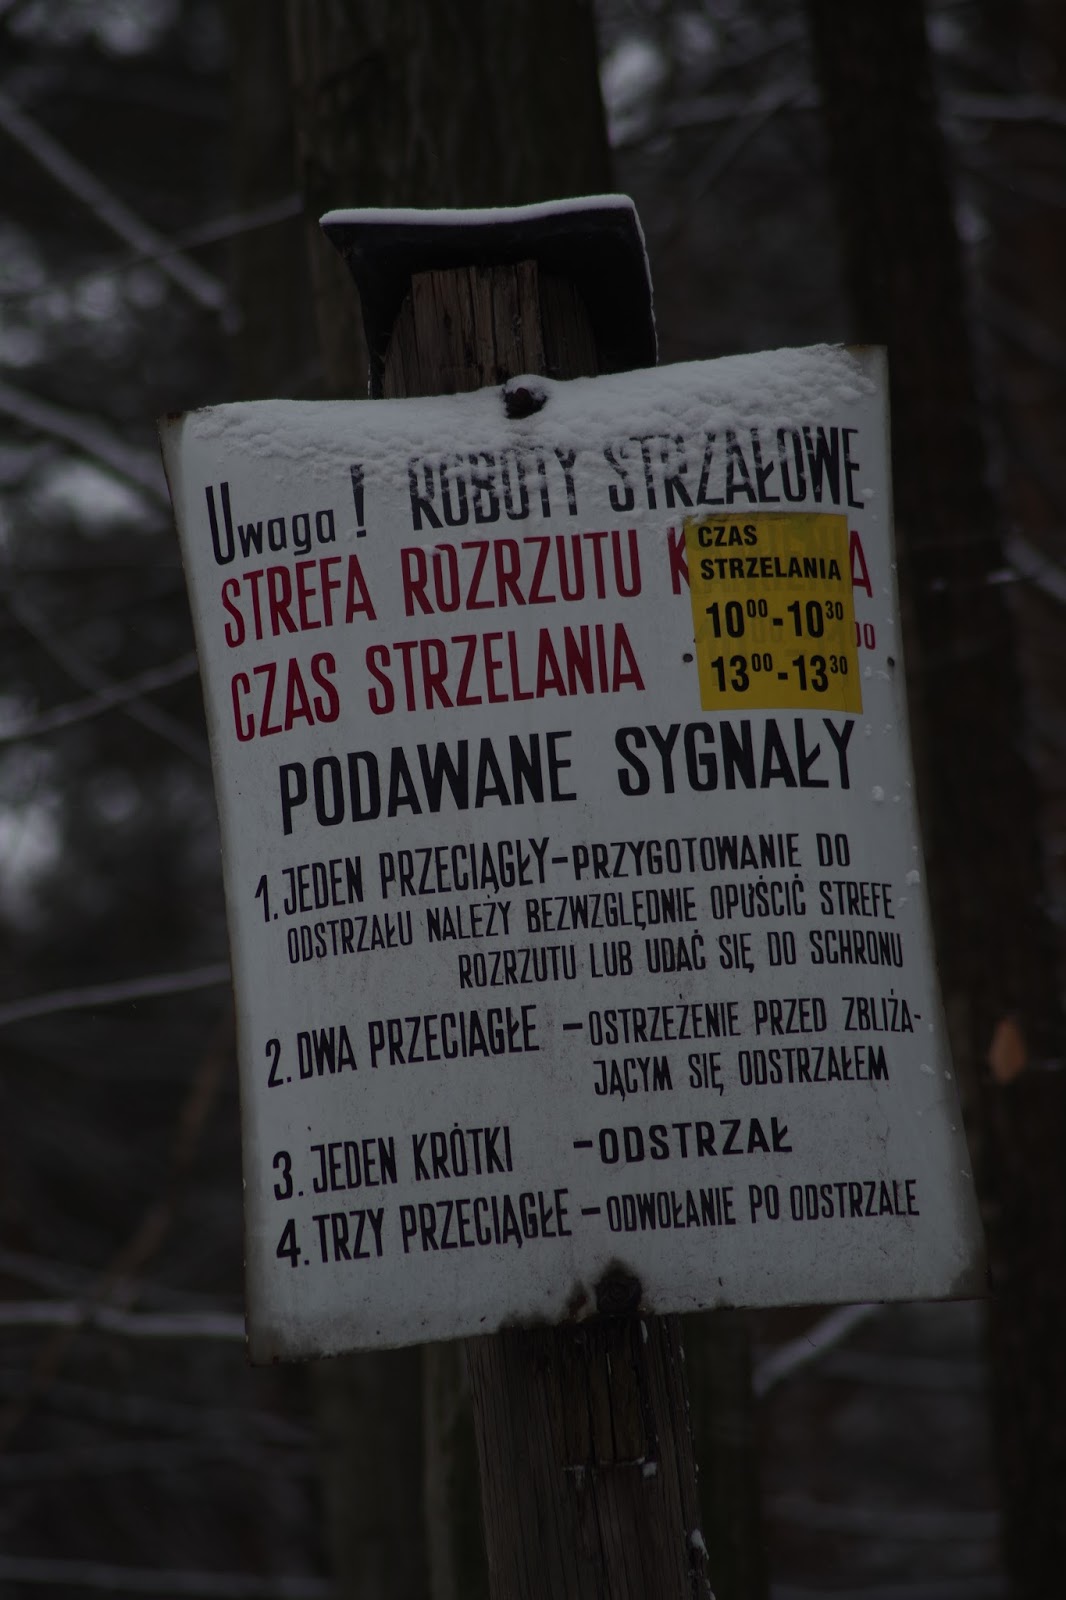 Uwaga! ROBOTY STRZAŁOWE
STREFA ROZRZUTU
CZAS STRZELANIA
CZAS
STRZELANIA
10⁰⁰-10³⁰
13⁰⁰-13³⁰
PODAWANE SYGNAŁY
1. JEDEN PRZECIĄGŁY-PRZYGOTOWANIE DO
ODSTRZAŁU NALEŻY BEZWZGLĘDNIE OPUŚCIĆ STREFE
ROZRZUTU LUB UDAĆ SIĘ DO SCHRONU
2. DWA PRZECIĄGŁE -OSTRZEŻENIE PRZED ZBLIŻA-
JĄCYM SIĘ ODSTRZAŁEM
3. JEDEN KRÓTKI -ODSTRZAŁ
4. TRZY PRZECIĄGŁE -ODWOŁANIE PO ODSTRZALE